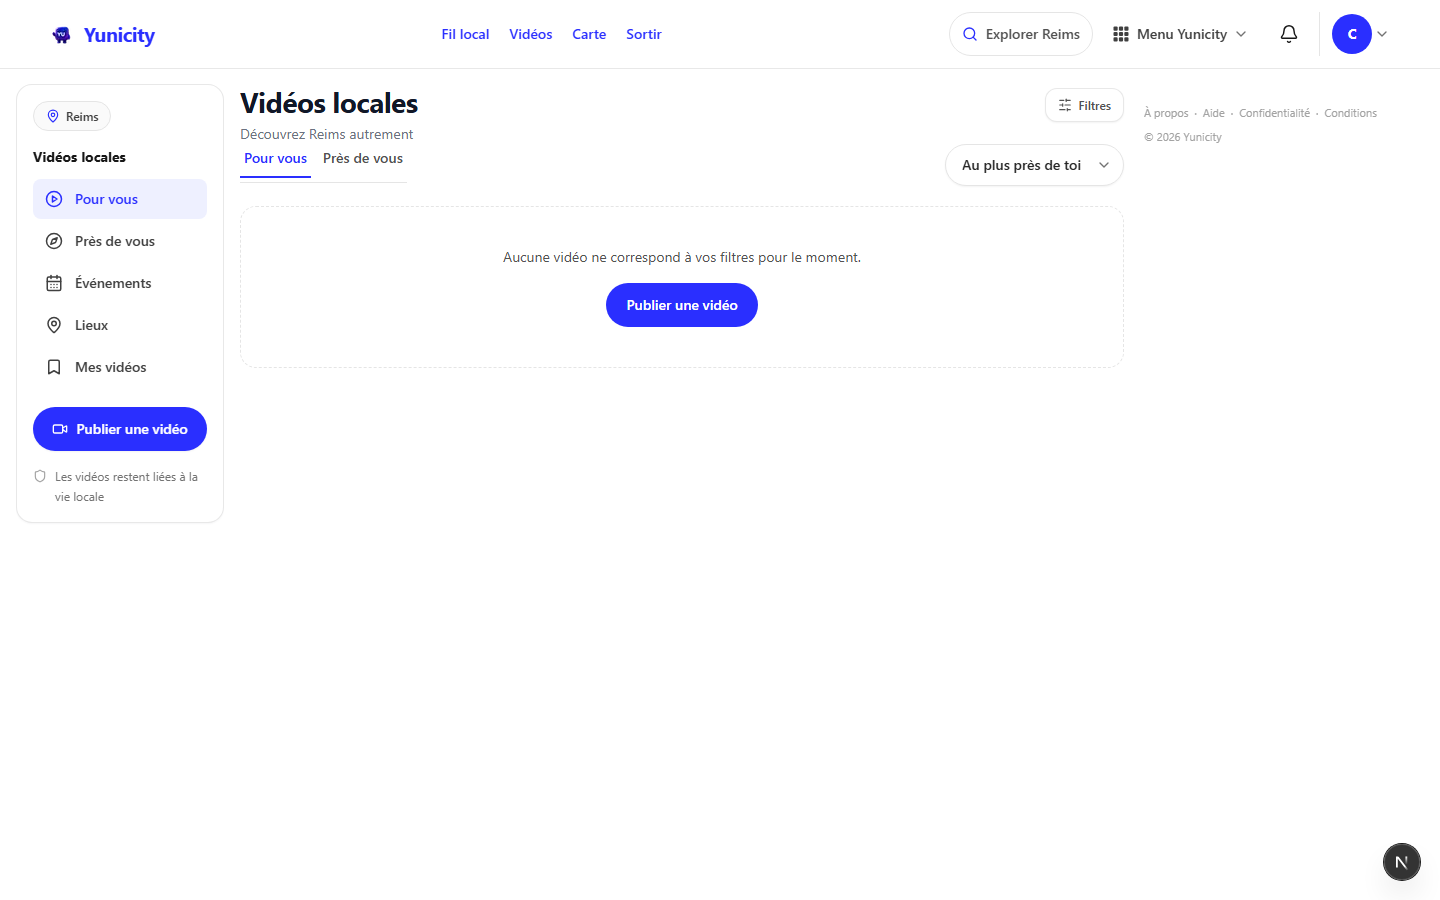 YU Yunicity
Fil local
Vidéos
Carte
Sortir
Explorer Reims
Menu Yunicity
C
Reims
Vidéos locales
Pour vous
Près de vous
Événements
Lieux
Mes vidéos
Publier une vidéo
Les vidéos restent liées à la
vie locale
Vidéos locales
Découvrez Reims autrement
Pour vous
Près de vous
Filtres
Au plus près de toi
Aucune vidéo ne correspond à vos filtres pour le moment.
Publier une vidéo
À propos · Aide · Confidentialité · Conditions
© 2026 Yunicity
N